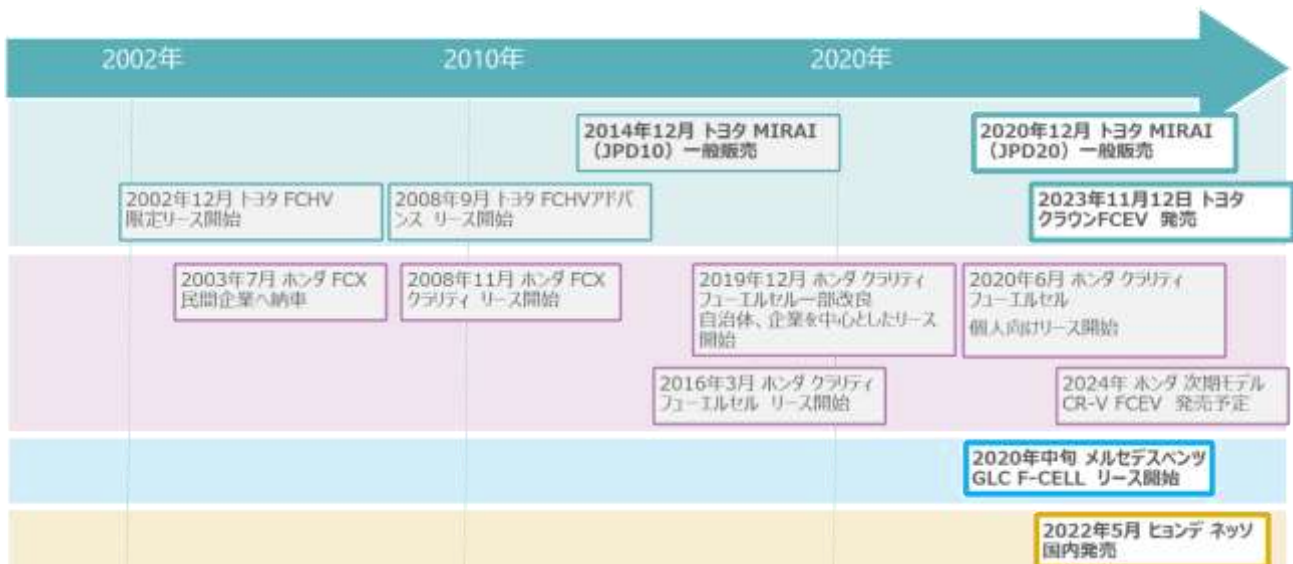 2002年
2010年
2020年
2014年12月 トヨタ MIRAI
（JPD10）一般販売
2020年12月 トヨタ MIRAI
（JPD20）一般販売
2002年12月 トヨタ FCHV
限定リース開始
2008年9月 トヨタ FCHVアドバ
ンス リース開始
2023年11月12日 トヨタ
クラウンFCEV 発売
2003年7月 ホンダ FCX
民間企業へ納車
2008年11月 ホンダ FCX
クラリティ リース開始
2019年12月 ホンダ クラリティ
フューエルセル一部改良
自治体、企業を中心としたリース
開始
2020年6月 ホンダ クラリティ
フューエルセル
個人向けリース開始
2016年3月 ホンダ クラリティ
フューエルセル リース開始
2024年 ホンダ 次期モデル
CR-V FCEV 発売予定
2020年中旬 メルセデスベンツ
GLC F-CELL リース開始
2022年5月 ヒョンデ ネッソ
国内発売